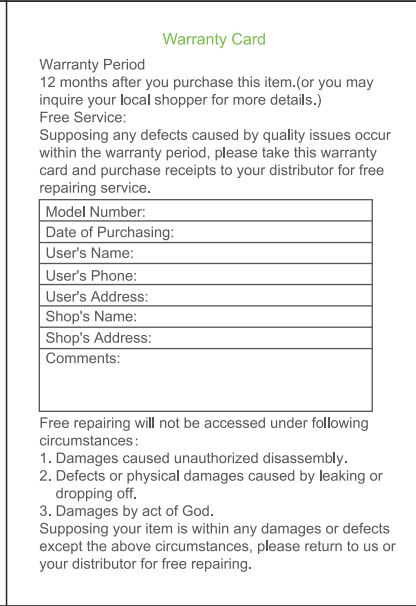 Warranty Card
Warranty Period
12 months after you purchase this item.(or you may
inquire your local shopper for more details.)
Free Service:
Supposing any defects caused by quality issues occur
within the warranty period, please take this warranty
card and purchase receipts to your distributor for free
repairing service.
Model Number:
Date of Purchasing:
User's Name:
User's Phone:
User's Address:
Shop's Name:
Shop's Address:
Comments:
Free repairing will not be accessed under following
circumstances:
1. Damages caused unauthorized disassembly.
2. Defects or physical damages caused by leaking or
dropping off.
3. Damages by act of God.
Supposing your item is within any damages or defects
except the above circumstances, please return to us or
your distributor for free repairing.